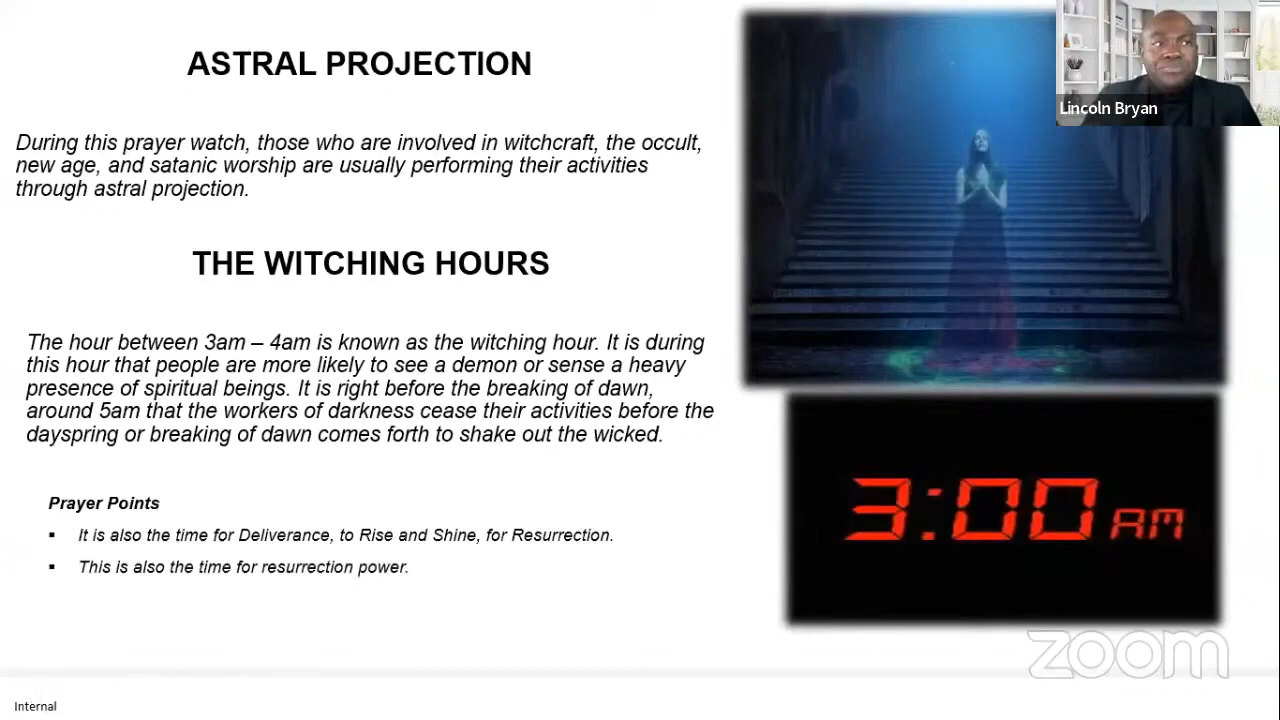 ASTRAL PROJECTION
During this prayer watch, those who are involved in witchcraft, the occult,
new age, and satanic worship are usually performing their activities
through astral projection.
THE WITCHING HOURS
The hour between 3am – 4am is known as the witching hour. It is during
this hour that people are more likely to see a demon or sense a heavy
presence of spiritual beings. It is right before the breaking of dawn,
around 5am that the workers of darkness cease their activities before the
dayspring or breaking of dawn comes forth to shake out the wicked.
Prayer Points
▪ It is also the time for Deliverance, to Rise and Shine, for Resurrection.
▪ This is also the time for resurrection power.
Lincoln Bryan
3:00 AM
zoom
Internal